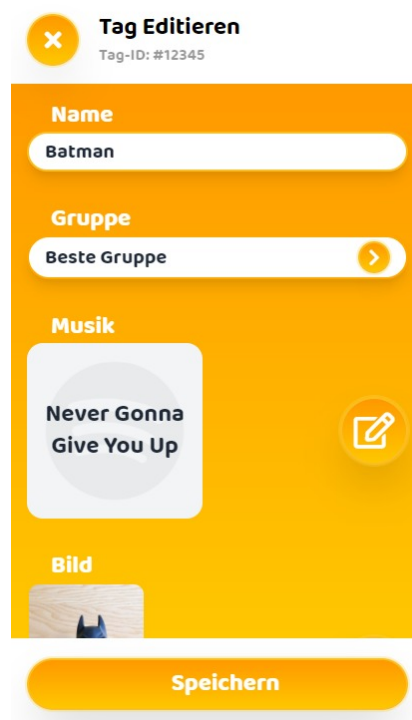 Tag Editieren
Tag-ID: #12345
Name
Batman
Gruppe
Beste Gruppe
Musik
Never Gonna
Give You Up
Bild
Speichern